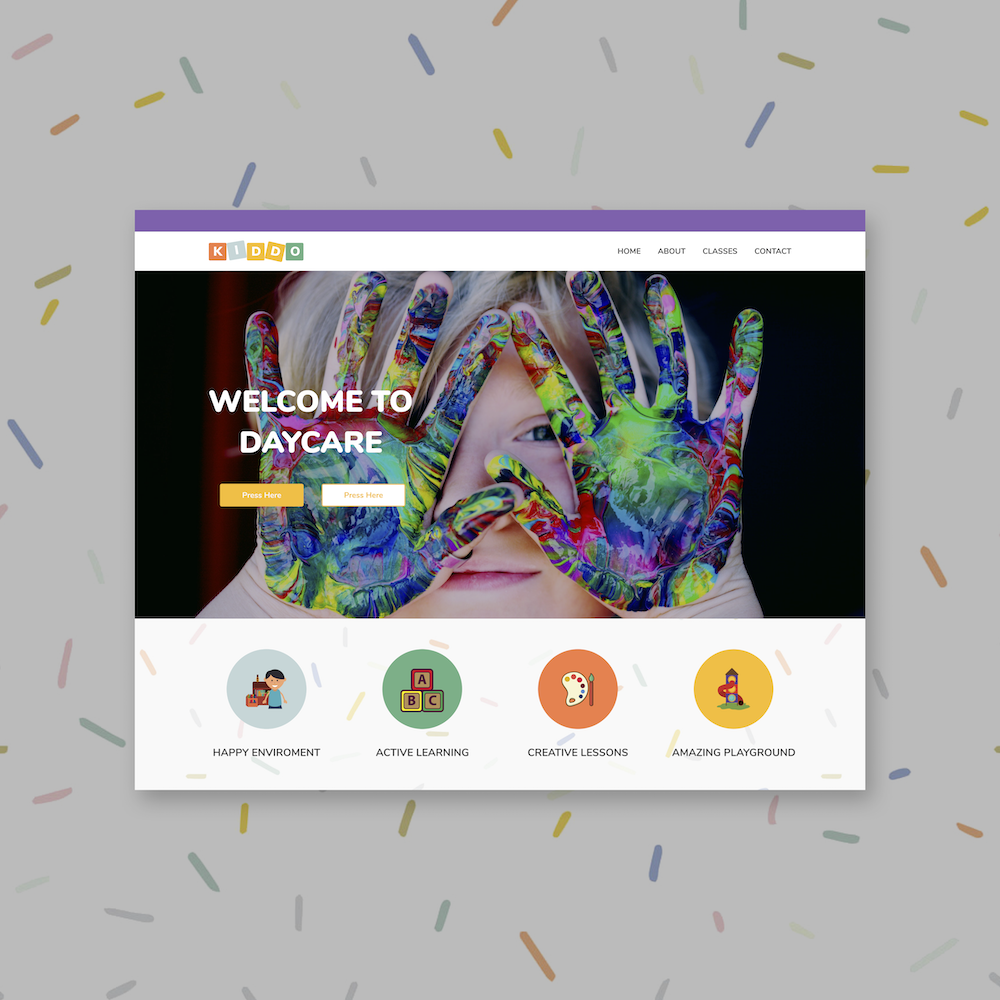 KIDDO
HOME ABOUT CLASSES CONTACT
WELCOME TO
DAYCARE
Press Here Press Here
A
B C
HAPPY ENVIROMENT ACTIVE LEARNING CREATIVE LESSONS AMAZING PLAYGROUND